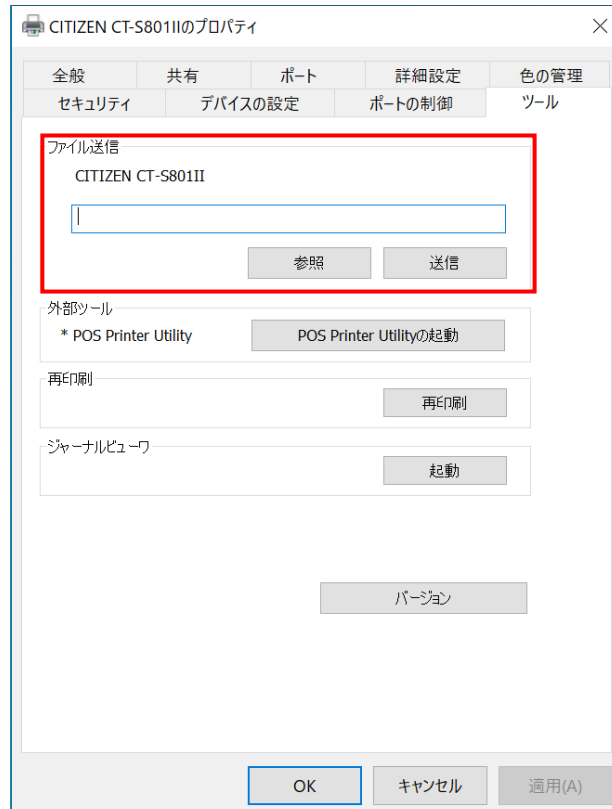 CITIZEN CT-S801IIのプロパティ
全般 共有 ポート 詳細設定 色の管理
セキュリティ デバイスの設定 ポートの制御 ツール
ファイル送信
CITIZEN CT-S801II
参照 送信
外部ツール
* POS Printer Utility POS Printer Utilityの起動
再印刷
再印刷
ジャーナルビューワ
起動
バージョン
OK キャンセル 適用(A)